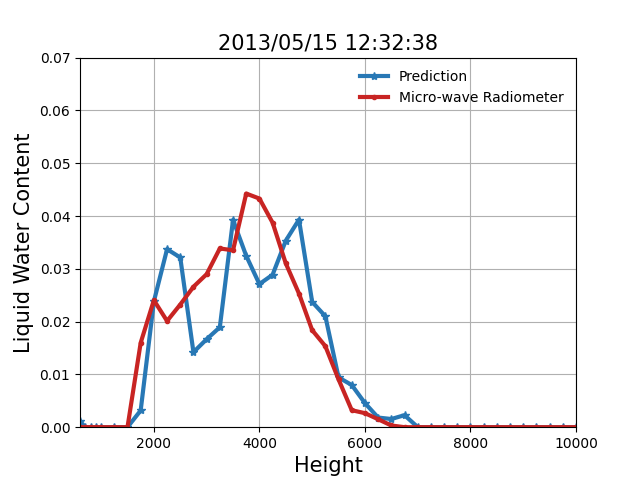 2013/05/15 12:32:38
Prediction
Micro-wave Radiometer
Liquid Water Content
0.07
0.06
0.05
0.04
0.03
0.02
0.01
0.00
2000 4000 6000 8000 10000
Height